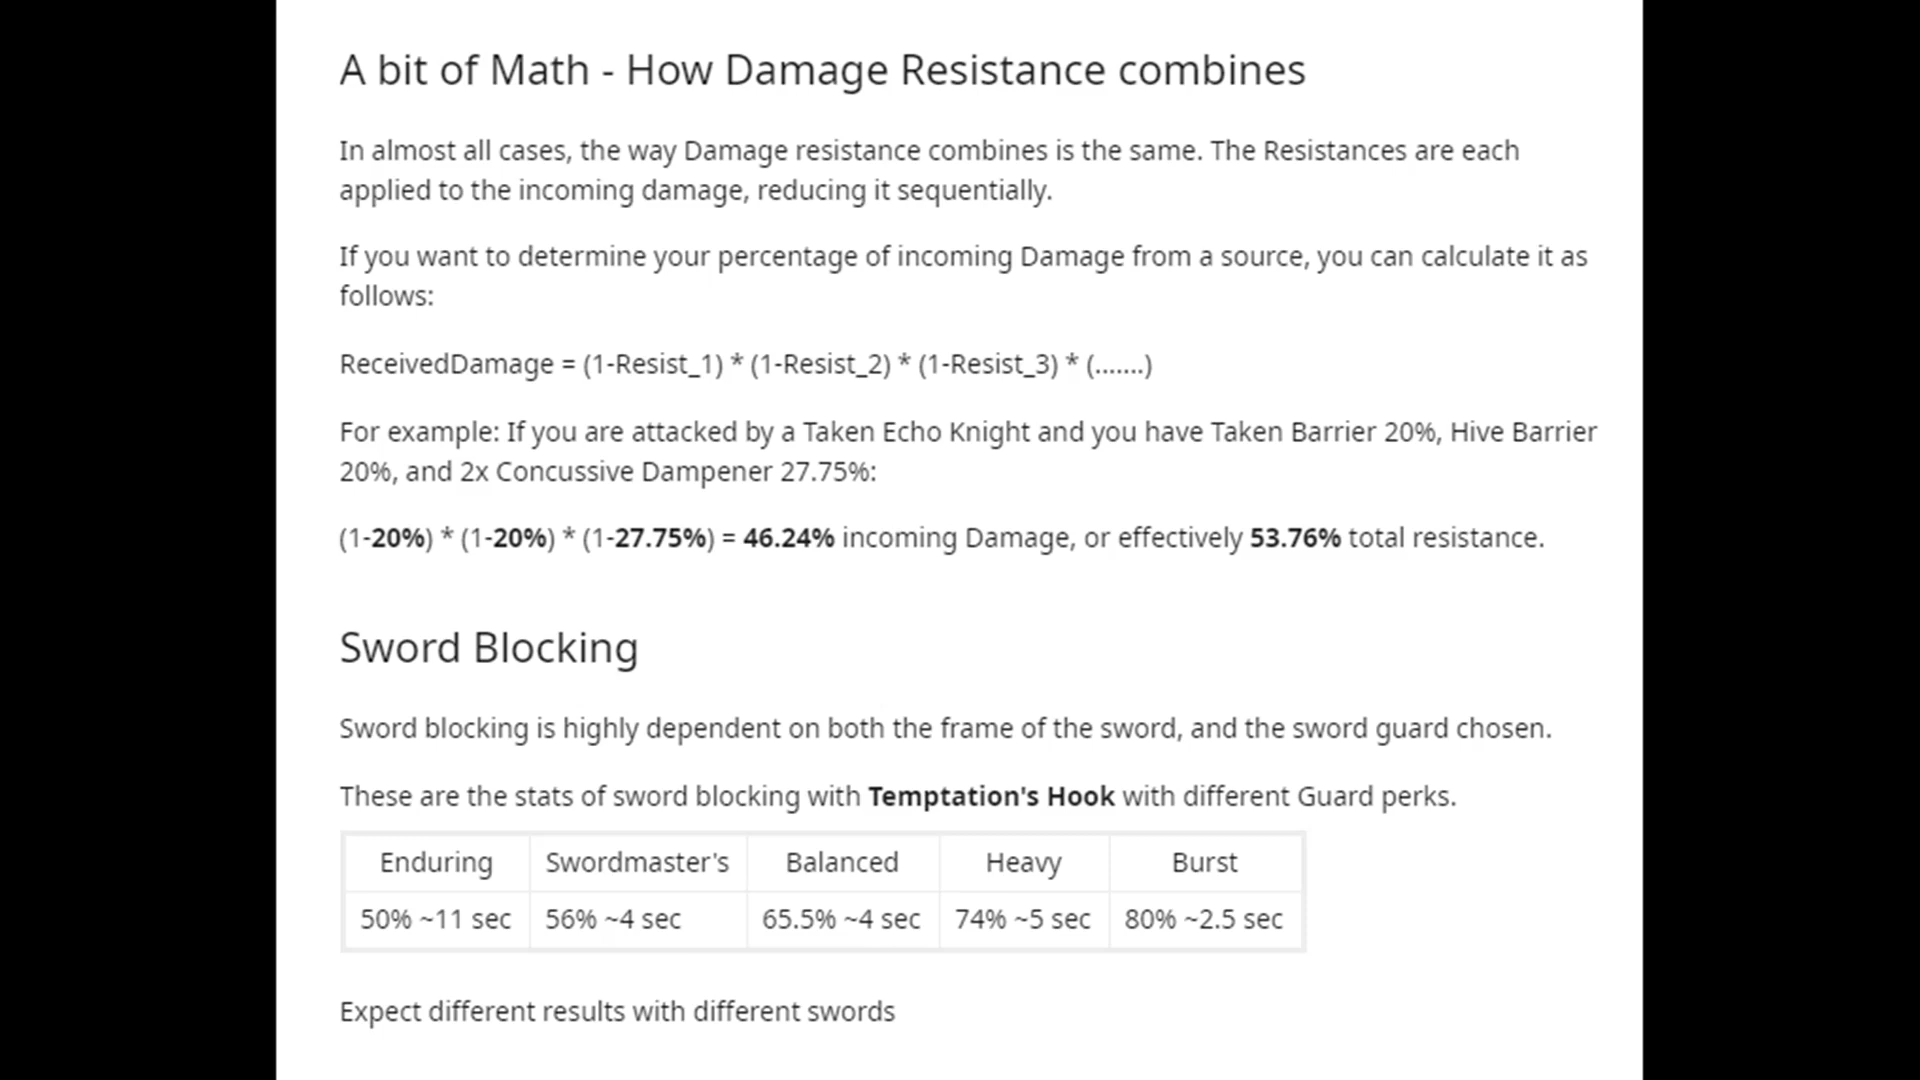 A bit of Math - How Damage Resistance combines
In almost all cases, the way Damage resistance combines is the same. The Resistances are each
applied to the incoming damage, reducing it sequentially.
If you want to determine your percentage of incoming Damage from a source, you can calculate it as
follows:
ReceivedDamage = (1-Resist_1) * (1-Resist_2) * (1-Resist_3) * (.......)
For example: If you are attacked by a Taken Echo Knight and you have Taken Barrier 20%, Hive Barrier
20%, and 2x Concussive Dampener 27.75%:
(1-20%) * (1-20%) * (1-27.75%) = 46.24% incoming Damage, or effectively 53.76% total resistance.
Sword Blocking
Sword blocking is highly dependent on both the frame of the sword, and the sword guard chosen.
These are the stats of sword blocking with Temptation's Hook with different Guard perks.
Enduring Swordmaster's Balanced Heavy Burst
50% ~11 sec 56% ~4 sec 65.5% ~4 sec 74% ~5 sec 80% ~2.5 sec
Expect different results with different swords